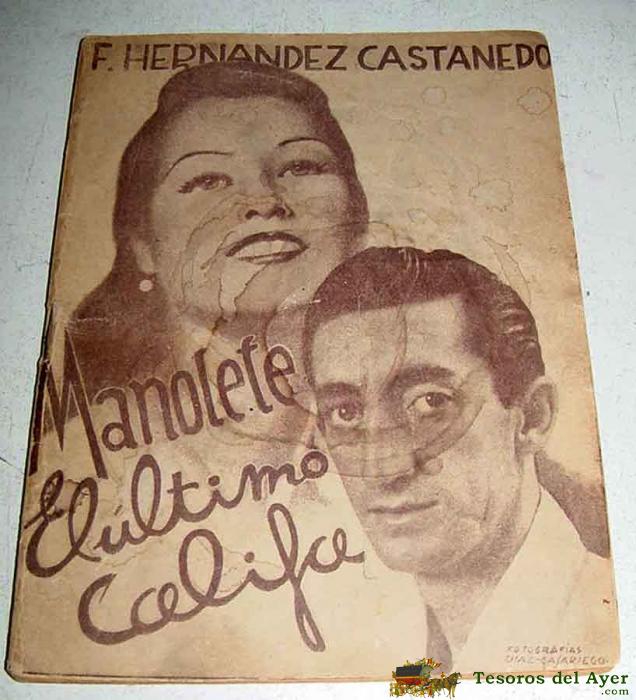 F. HERNANDEZ CASTANEDO
Manolete
El último
califa
FOTOGRAFIAS
DIAZ-CASARIEGO.
Tesoros del Ayer
.com